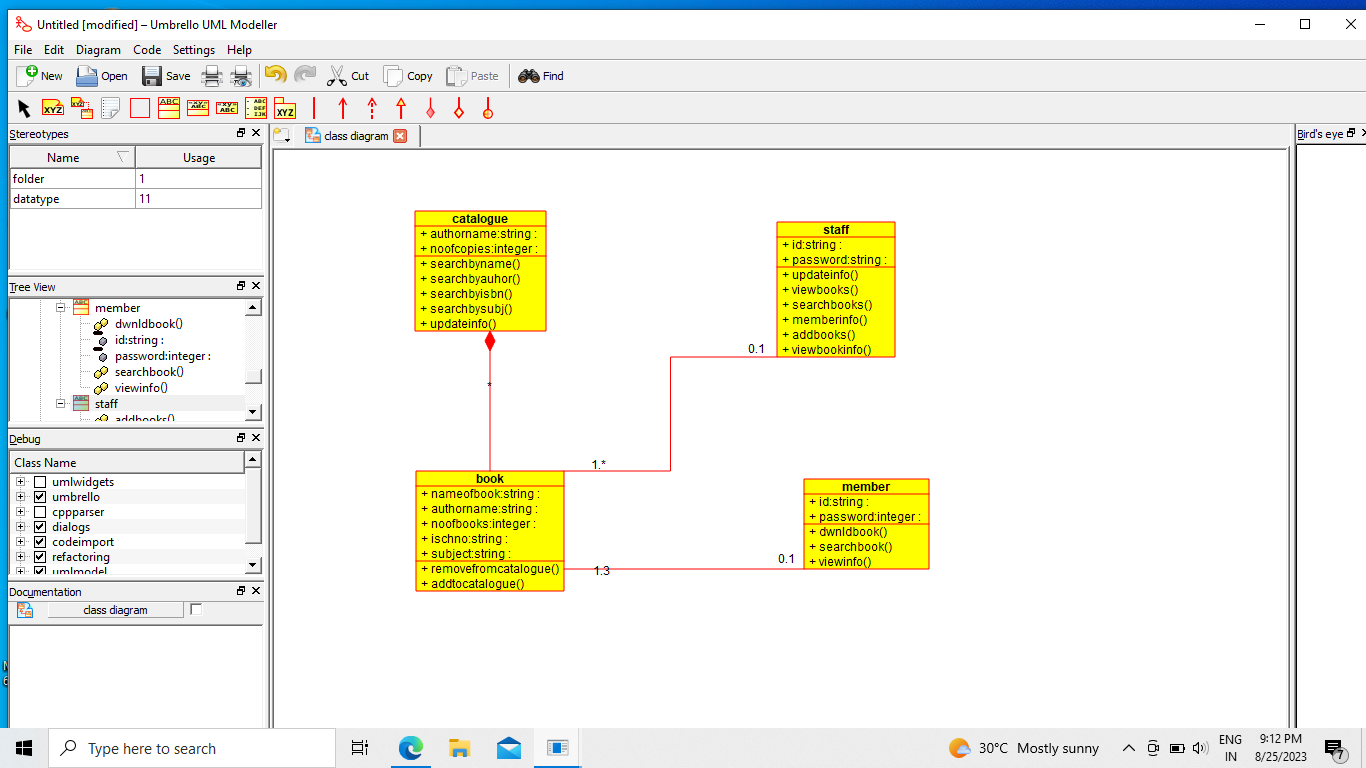 Untitled [modified] – Umbrello UML Modeller
File Edit Diagram Code Settings Help
New Open Save Cut Copy Paste Find
XYZ XYZ ABC XY ABC xy ABC ABC DEF IJK XYZ
Stereotypes
Name Usage
folder 1
datatype 11
Tree View
member
dwnldbook()
id:string :
password:integer :
searchbook()
viewinfo()
staff
addbooks()
Debug
Class Name
umlwidgets
umbrello
cppparser
dialogs
codeimport
refactoring
umlmodel
Documentation
class diagram
class diagram
Bird's eye
catalogue
+ authorname:string :
+ noofcopies:integer :
+ searchbyname()
+ searchbyauhor()
+ searchbyisbn()
+ searchbysubj()
+ updateinfo()
*
staff
+ id:string :
+ password:string :
+ updateinfo()
+ viewbooks()
+ searchbooks()
+ memberinfo()
+ addbooks()
+ viewbookinfo()
0.1
1.*
book
+ nameofbook:string :
+ authorname:string :
+ noofbooks:integer :
+ ischno:string :
+ subject:string :
+ removefromcatalogue()
+ addtocatalogue()
1.3
0.1
member
+ id:string :
+ password:integer :
+ dwnldbook()
+ searchbook()
+ viewinfo()
Type here to search
30°C Mostly sunny
ENG
IN
9:12 PM
8/25/2023
7